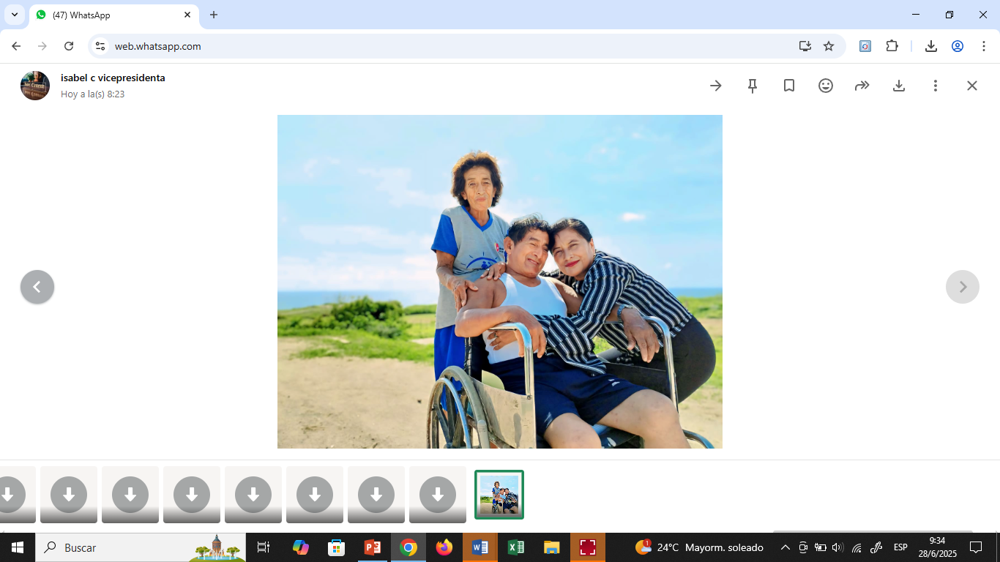 (47) WhatsApp
web.whatsapp.com
isabel c vicepresidenta
Hoy a la(s) 8:23
Buscar
24°C Mayorm. soleado
ESP
9:34
28/6/2025